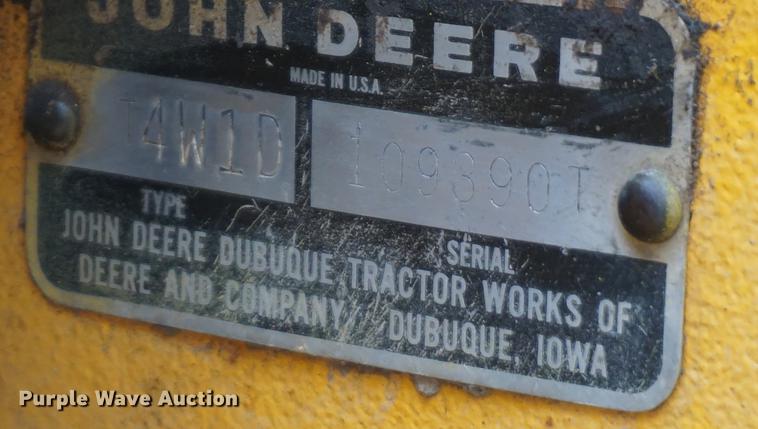 JOHN DEERE
MADE IN U.S.A.
T4W1D 109390T
TYPE SERIAL
JOHN DEERE DUBUQUE TRACTOR WORKS OF
DEERE AND COMPANY DUBUQUE, IOWA
Purple Wave Auction